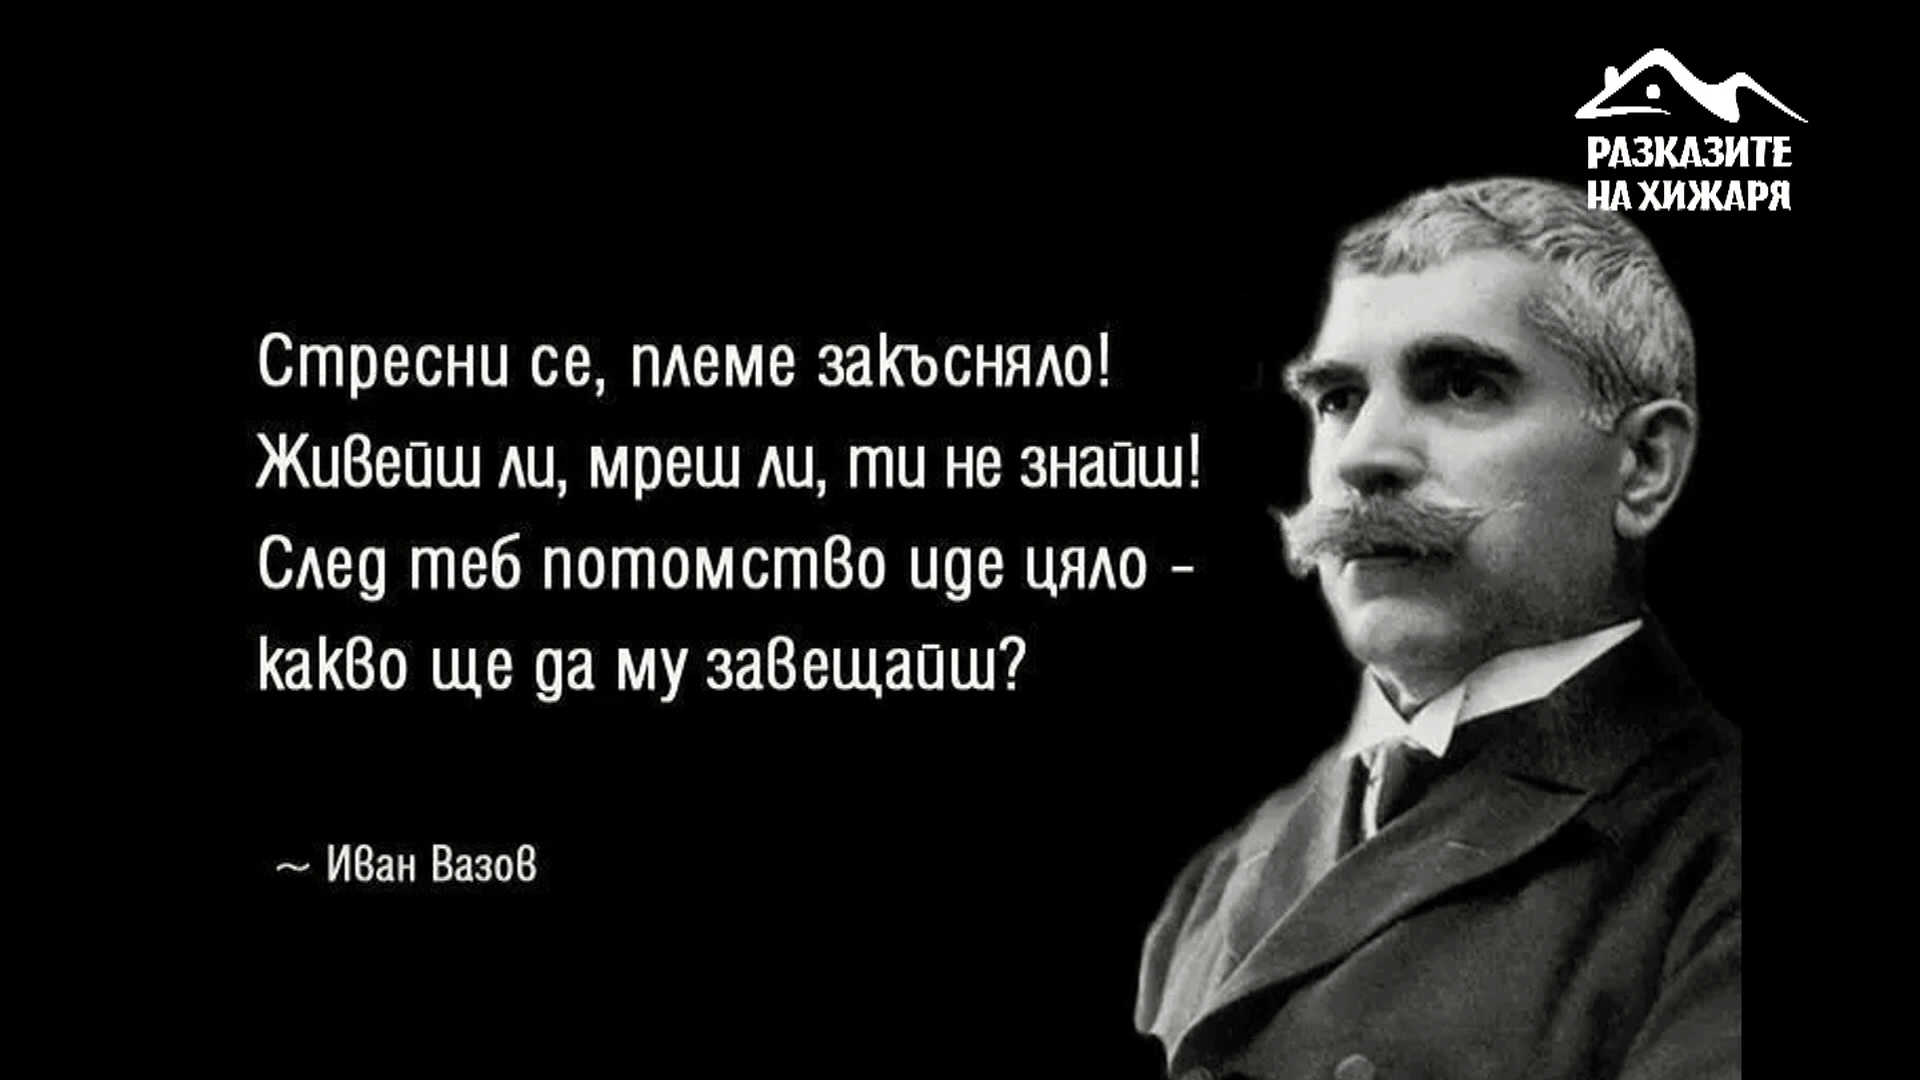 РАЗКАЗИТЕ
НА ХИЖАРЯ
Стресни се, племе закъсняло!
Живейш ли, мреш ли, ти не знайш!
След теб потомство иде цяло -
какво ще да му завещайш?
~ Иван Вазов